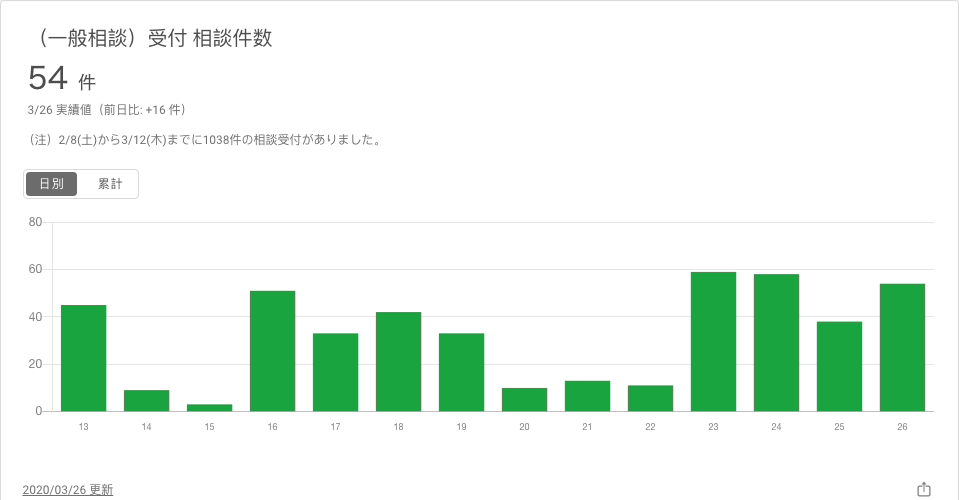 （一般相談）受付 相談件数
54 件
3/26 実績値（前日比: +16 件）
（注）2/8(土)から3/12(木)までに1038件の相談受付がありました。
日別 累計
80
60
40
20
0
13 14 15 16 17 18 19 20 21 22 23 24 25 26
2020/03/26 更新